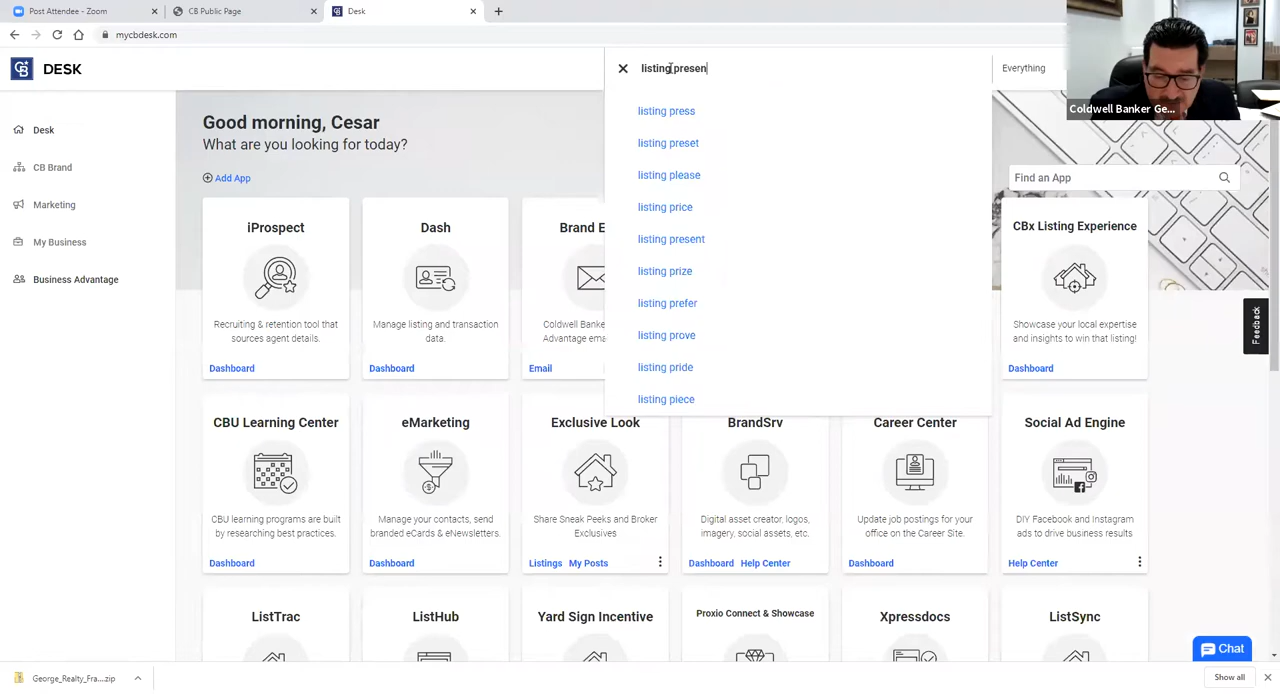 Post Attendee - Zoom
CB Public Page
Desk
mycbdesk.com
DESK
listing presen
Everything
Coldwell Banker Ge...
Desk
CB Brand
Marketing
My Business
Business Advantage
Good morning, Cesar
What are you looking for today?
Add App
Find an App
listing press
listing preset
listing please
listing price
listing present
listing prize
listing prefer
listing prove
listing pride
listing piece
iProspect
Recruiting & retention tool that
sources agent details.
Dashboard
Dash
Manage listing and transaction
data.
Dashboard
Brand E
Coldwell Banke
Advantage ema
Email
CBx Listing Experience
Showcase your local expertise
and insights to win that listing!
Dashboard
Feedback
CBU Learning Center
CBU learning programs are built
by researching best practices.
Dashboard
eMarketing
Manage your contacts, send
branded eCards & eNewsletters.
Dashboard
Exclusive Look
Share Sneak Peeks and Broker
Exclusives
Listings My Posts
BrandSrv
Digital asset creator, logos,
imagery, social assets, etc.
Dashboard Help Center
Career Center
Update job postings for your
office on the Career Site.
Dashboard
Social Ad Engine
DIY Facebook and Instagram
ads to drive business results
Help Center
ListTrac
ListHub
Yard Sign Incentive
Proxio Connect & Showcase
Xpressdocs
ListSync
Chat
George_Realty_Fra....zip
Show all